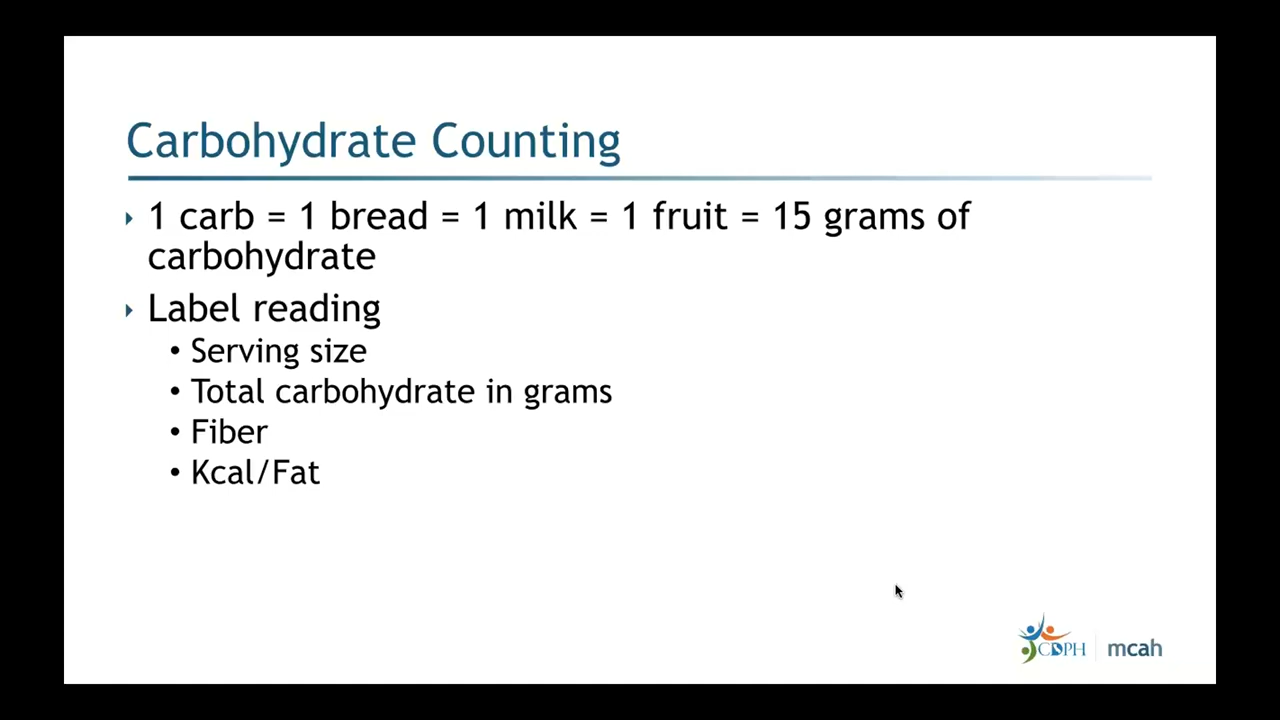 Carbohydrate Counting
1 carb = 1 bread = 1 milk = 1 fruit = 15 grams of
carbohydrate
Label reading
• Serving size
• Total carbohydrate in grams
• Fiber
• Kcal/Fat
CDPH mcah